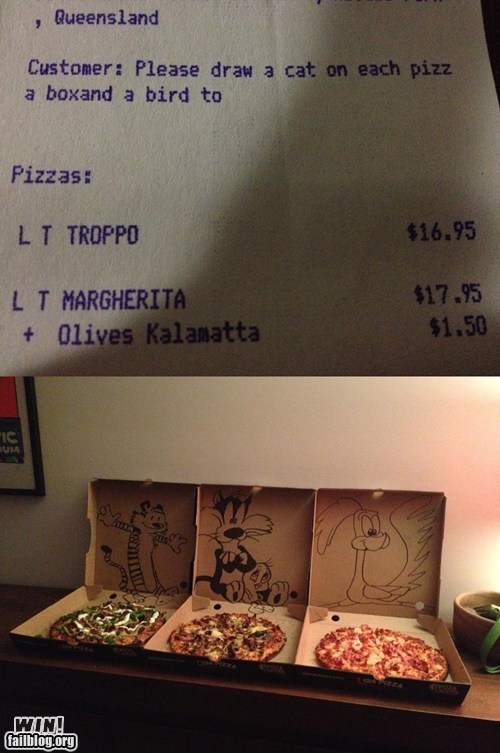 , Queensland
Customer: Please draw a cat on each pizz
a boxand a bird to
Pizzas:
L T TROPPO $16.95
L T MARGHERITA $17.95
+ Olives Kalamatta $1.50
WIN!
failblog.org